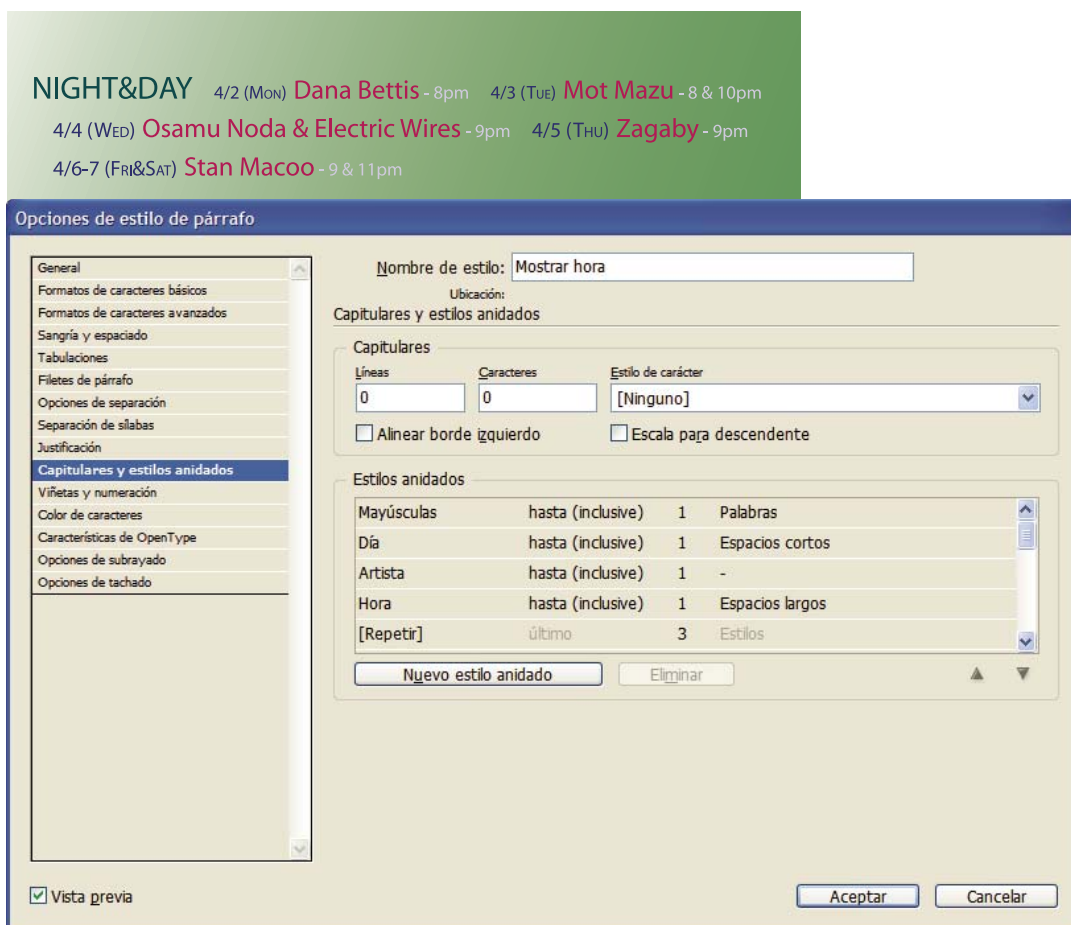 NIGHT&DAY 4/2 (Mon) Dana Bettis - 8pm 4/3 (Tue) Mot Mazu - 8 & 10pm
4/4 (Wed) Osamu Noda & Electric Wires - 9pm 4/5 (Thu) Zagaby - 9pm
4/6-7 (Fri&Sat) Stan Macoo - 9 & 11pm
Opciones de estilo de párrafo
General
Formatos de caracteres básicos
Formatos de caracteres avanzados
Sangría y espaciado
Tabulaciones
Filetes de párrafo
Opciones de separación
Separación de sílabas
Justificación
Capitulares y estilos anidados
Viñetas y numeración
Color de caracteres
Características de OpenType
Opciones de subrayado
Opciones de tachado
Nombre de estilo: Mostrar hora
Ubicación:
Capitulares y estilos anidados
Capitulares
Líneas Caracteres Estilo de carácter
0 0 [Ninguno]
Alinear borde izquierdo Escala para descendente
Estilos anidados
Mayúsculas hasta (inclusive) 1 Palabras
Día hasta (inclusive) 1 Espacios cortos
Artista hasta (inclusive) 1 -
Hora hasta (inclusive) 1 Espacios largos
[Repetir] último 3 Estilos
Nuevo estilo anidado Eliminar
Vista previa Aceptar Cancelar